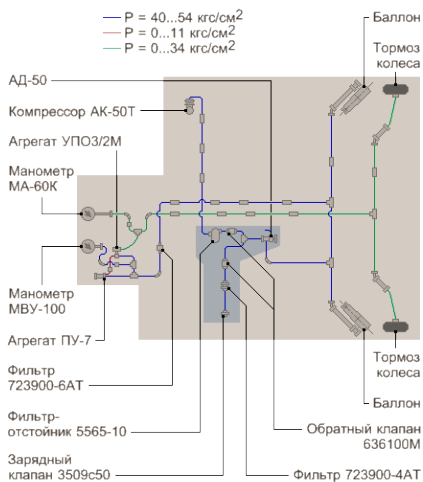 P = 40...54 кгс/см2
P = 0...11 кгс/см2
P = 0...34 кгс/см2
Баллон
Тормоз
колеса
АД-50
Компрессор АК-50Т
Агрегат УПО3/2М
Манометр
МА-60К
Манометр
МВУ-100
Агрегат ПУ-7
Фильтр
723900-6АТ
Фильтр-
отстойник 5565-10
Зарядный
клапан 3509с50
Тормоз
колеса
Баллон
Обратный клапан
636100М
Фильтр 723900-4АТ